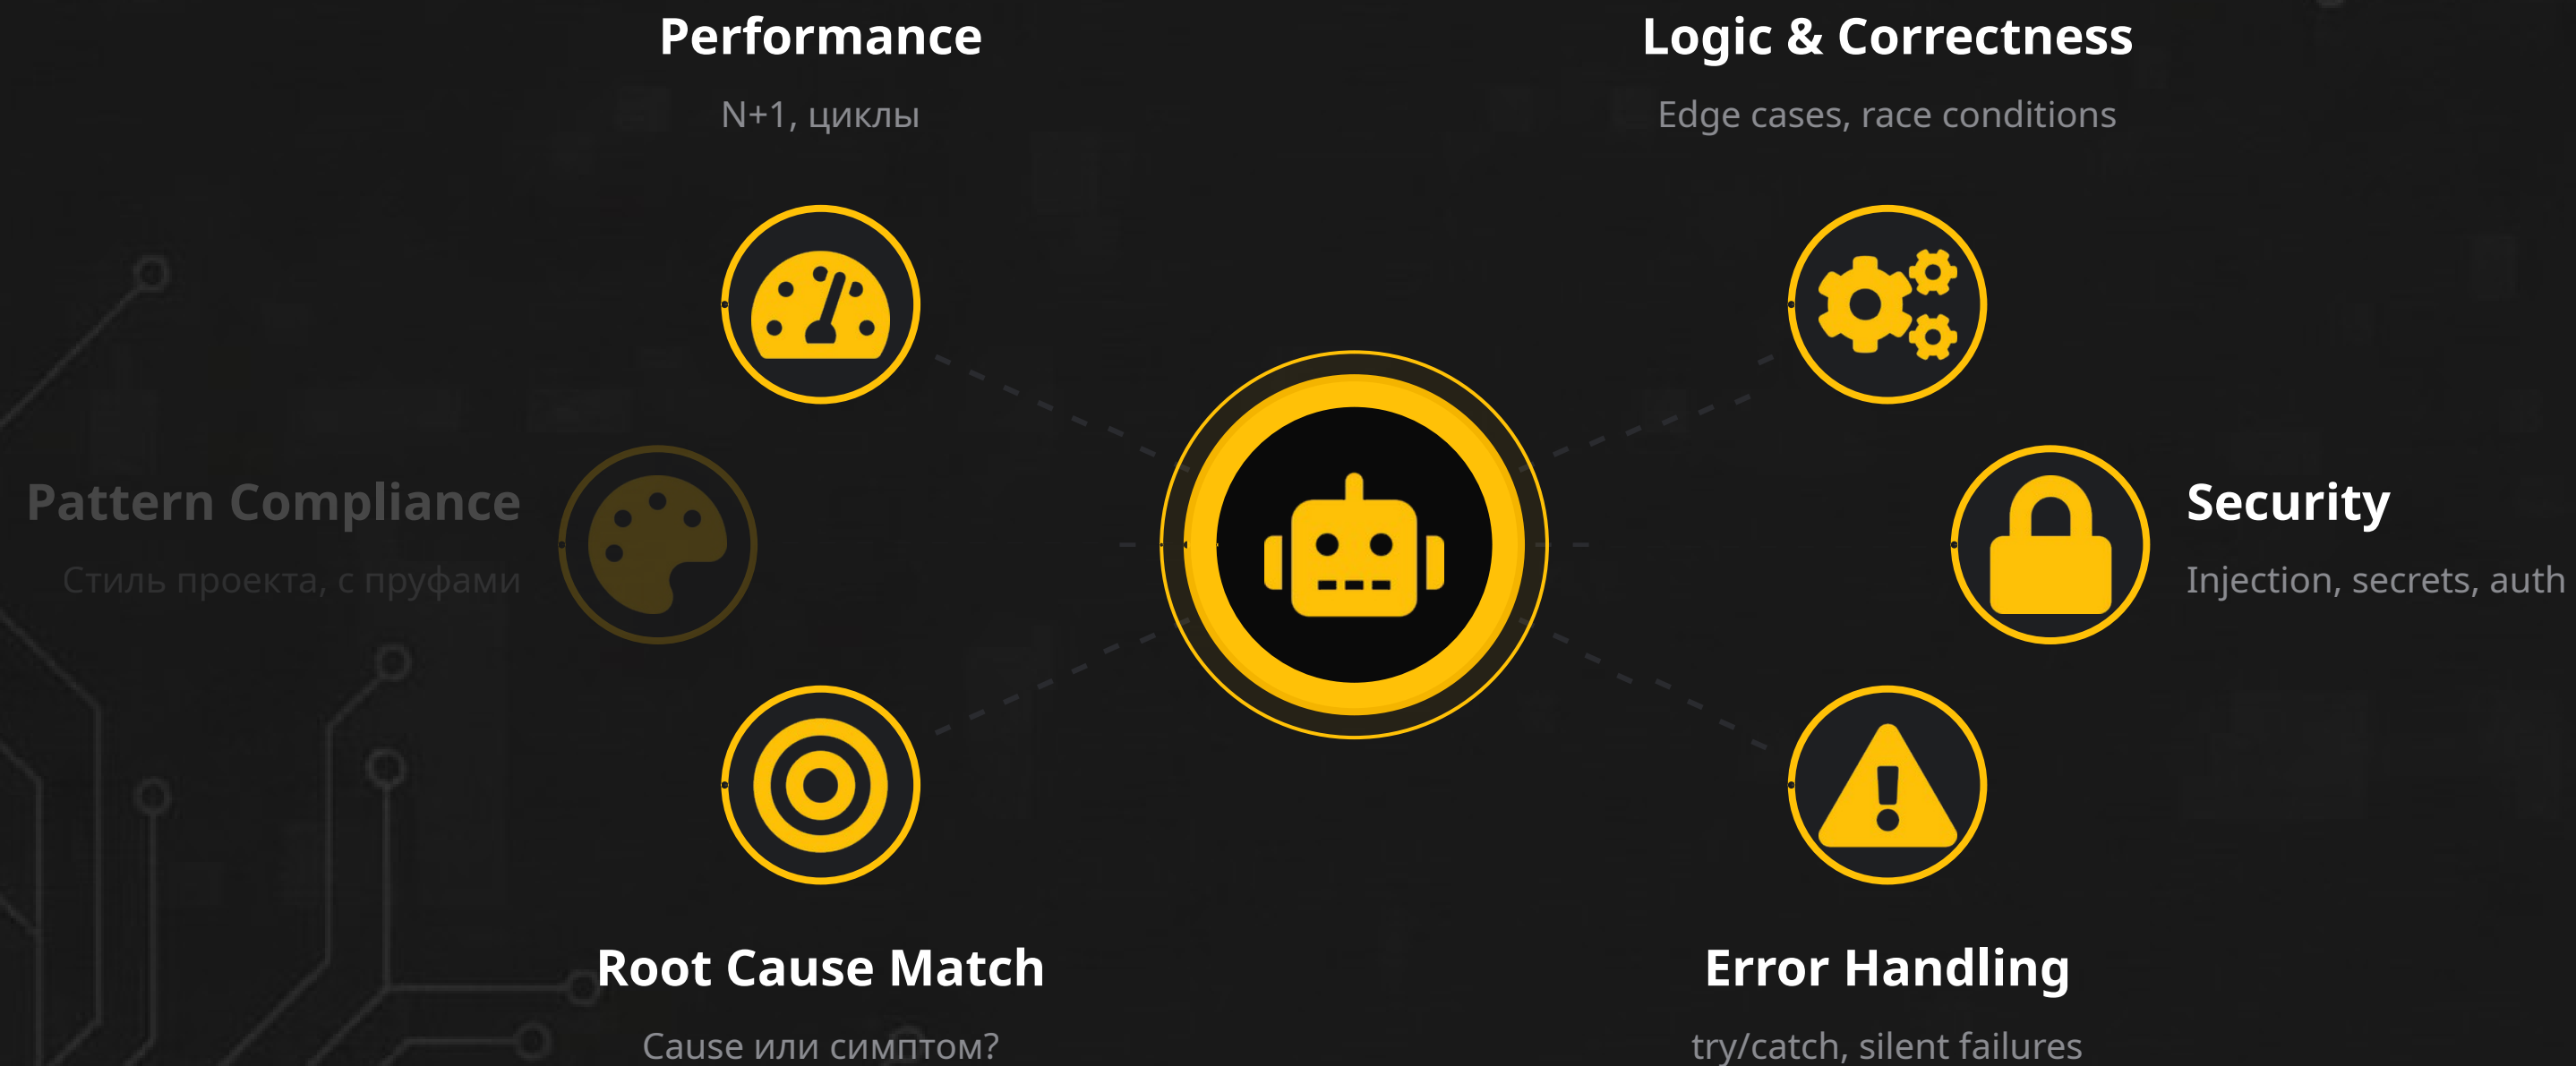 Performance
N+1, циклы
Logic & Correctness
Edge cases, race conditions
Pattern Compliance
Стиль проекта, с пруфами
Security
Injection, secrets, auth
Root Cause Match
Cause или симптом?
Error Handling
try/catch, silent failures